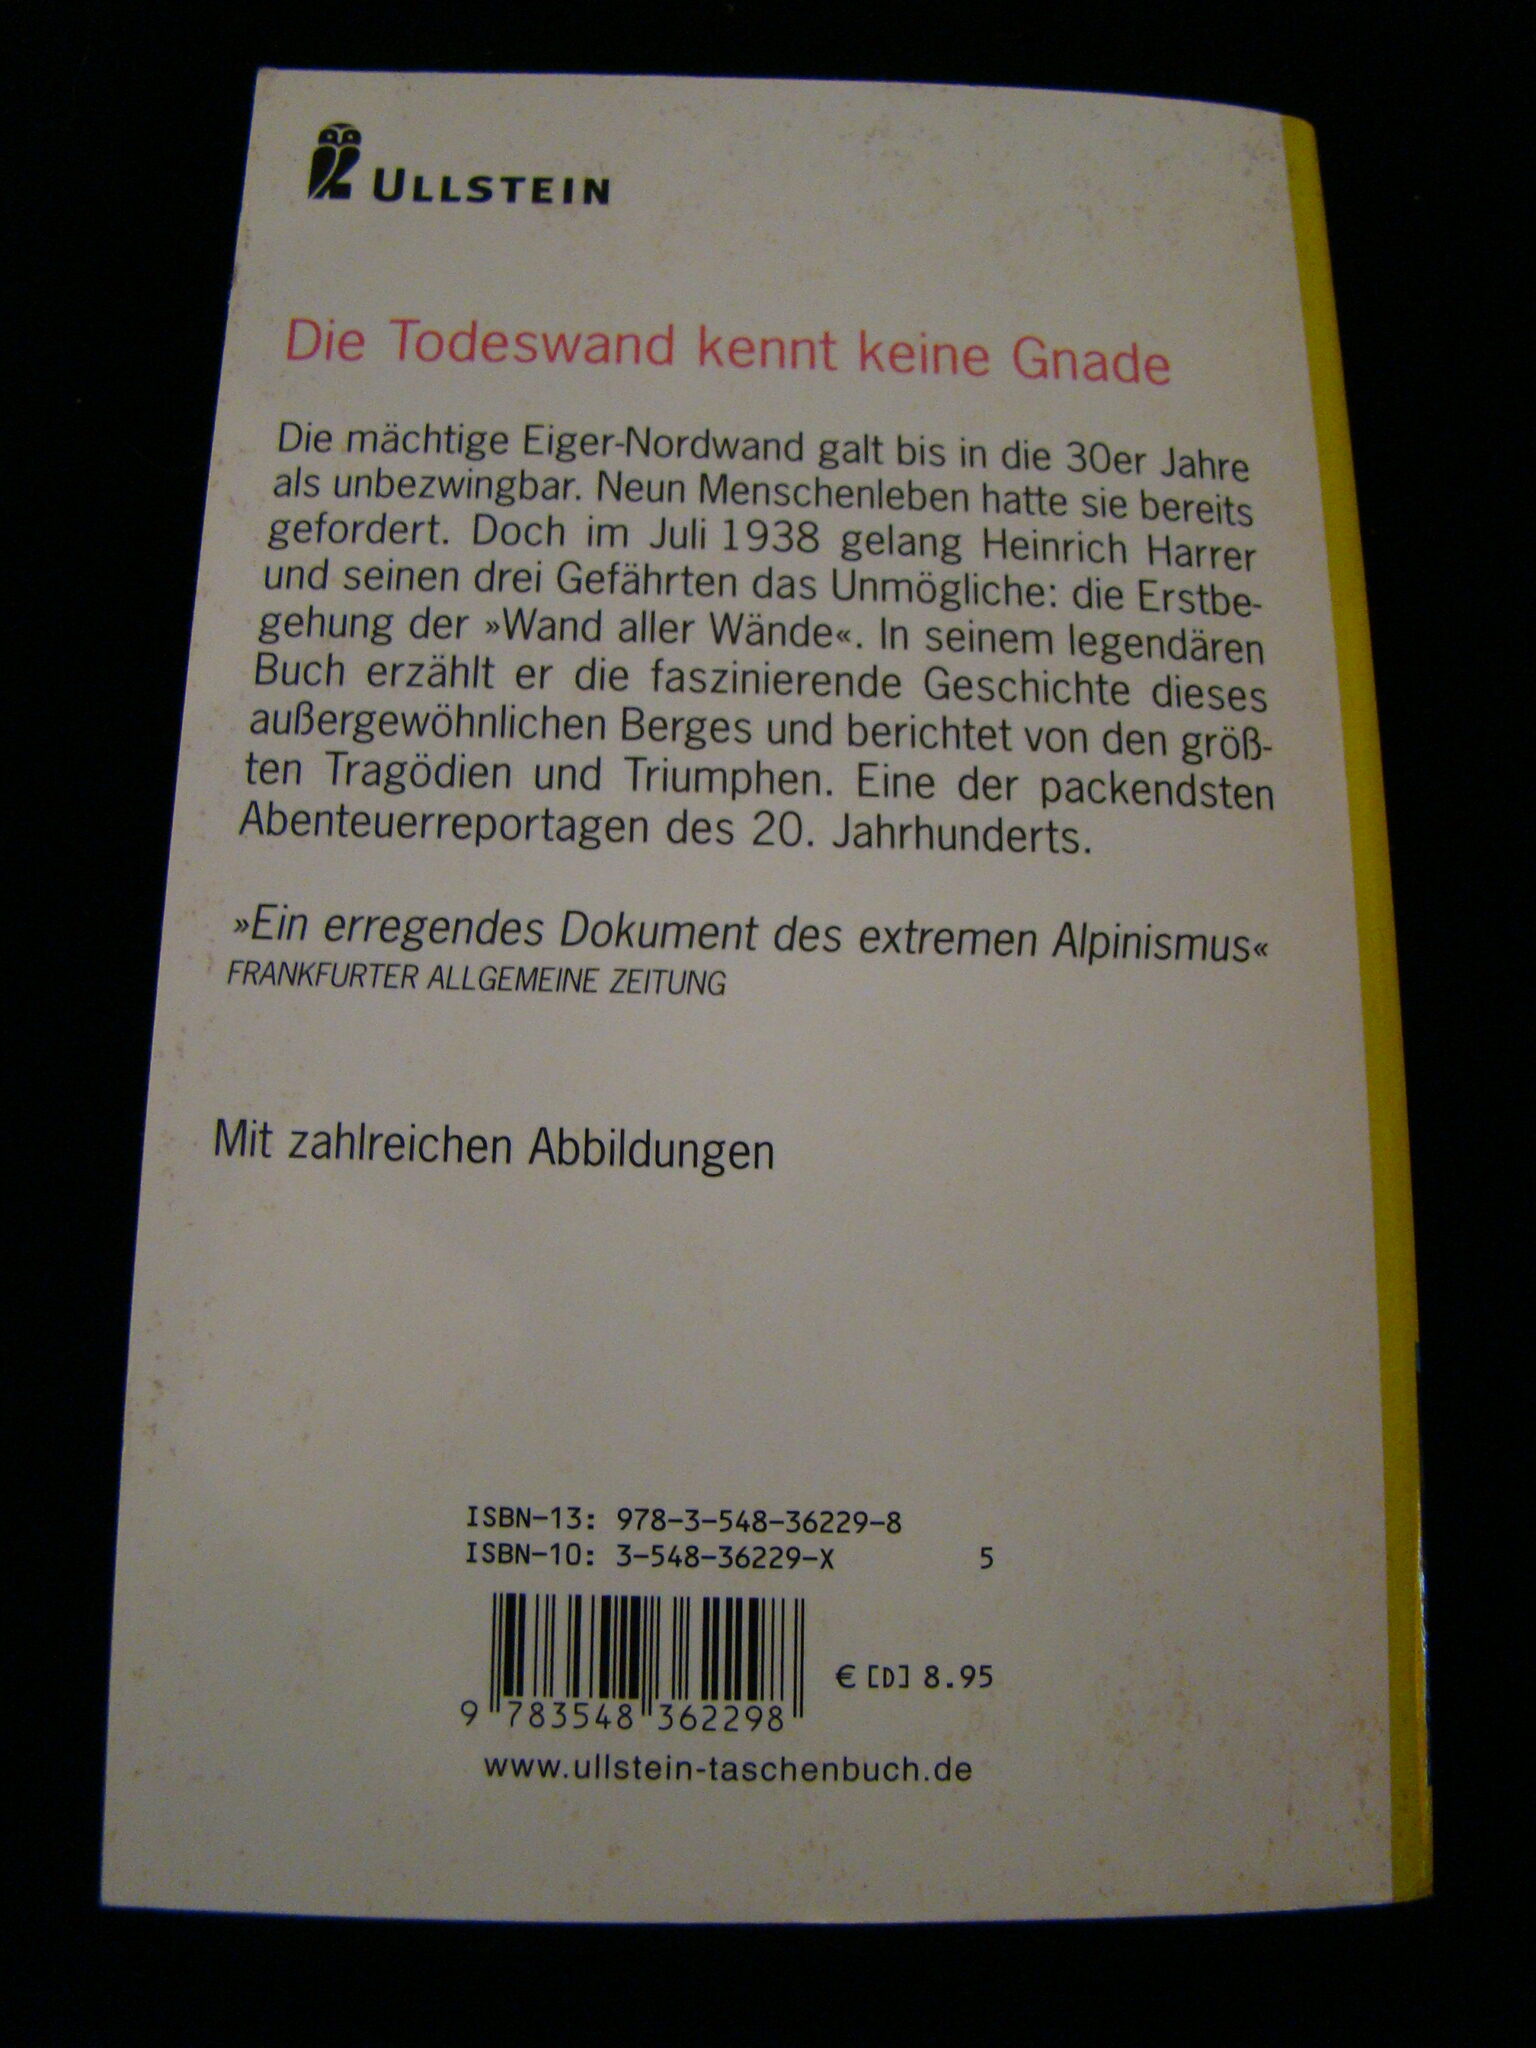 ULLSTEIN
Die Todeswand kennt keine Gnade
Die mächtige Eiger-Nordwand galt bis in die 30er Jahre
als unbezwingbar. Neun Menschenleben hatte sie bereits
gefordert. Doch im Juli 1938 gelang Heinrich Harrer
und seinen drei Gefährten das Unmögliche: die Erstbe-
gehung der »Wand aller Wände«. In seinem legendären
Buch erzählt er die faszinierende Geschichte dieses
außergewöhnlichen Berges und berichtet von den größ-
ten Tragödien und Triumphen. Eine der packendsten
Abenteuerreportagen des 20. Jahrhunderts.
»Ein erregendes Dokument des extremen Alpinismus«
FRANKFURTER ALLGEMEINE ZEITUNG
Mit zahlreichen Abbildungen
ISBN-13: 978-3-548-36229-8
ISBN-10: 3-548-36229-X 5
€ [D] 8.95
9 783548 362298
www.ullstein-taschenbuch.de